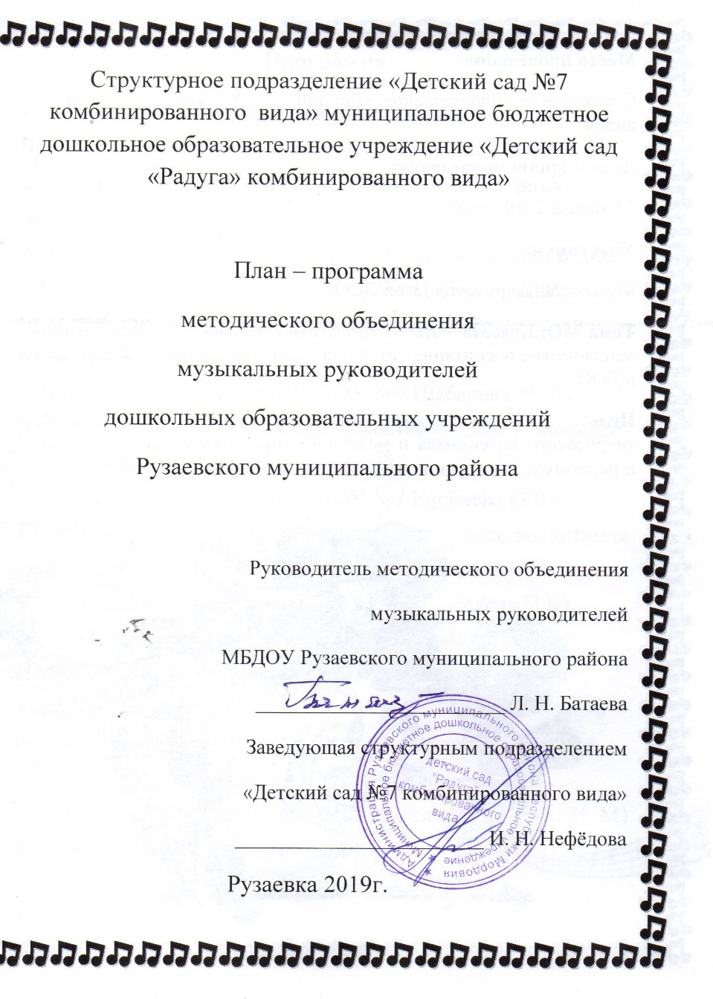 Структурное подразделение «Детский сад №7
комбинированного вида» муниципальное бюджетное
дошкольное образовательное учреждение «Детский сад
«Радуга» комбинированного вида»
План – программа
методического объединения
музыкальных руководителей
дошкольных образовательных учреждений
Рузаевского муниципального района
Руководитель методического объединения
музыкальных руководителей
МБДОУ Рузаевского муниципального района
Л. Н. Батаева
Заведующая структурным подразделением
«Детский сад №7 комбинированного вида»
И. Н. Нефёдова
Администрация Рузаевского муниципального района Республики Мордовия
Муниципальное бюджетное дошкольное образовательное учреждение
детский сад
"Радуга"
комбинированного
вида
Рузаевка 2019г.